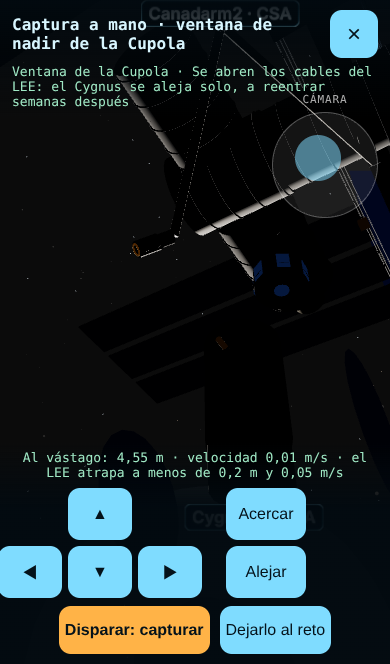 Canadarm2 · CSA
Captura a mano · ventana de
nadir de la Cupola
✕
Ventana de la Cupola · Se abren los cables del
LEE: el Cygnus se aleja solo, a reentrar
semanas después
CÁMARA
Al vástago: 4,55 m · velocidad 0,01 m/s · el
LEE atrapa a menos de 0,2 m y 0,05 m/s
▲
Acercar
◀ ▼ ▶
Alejar
Disparar: capturar
Dejarlo al reto